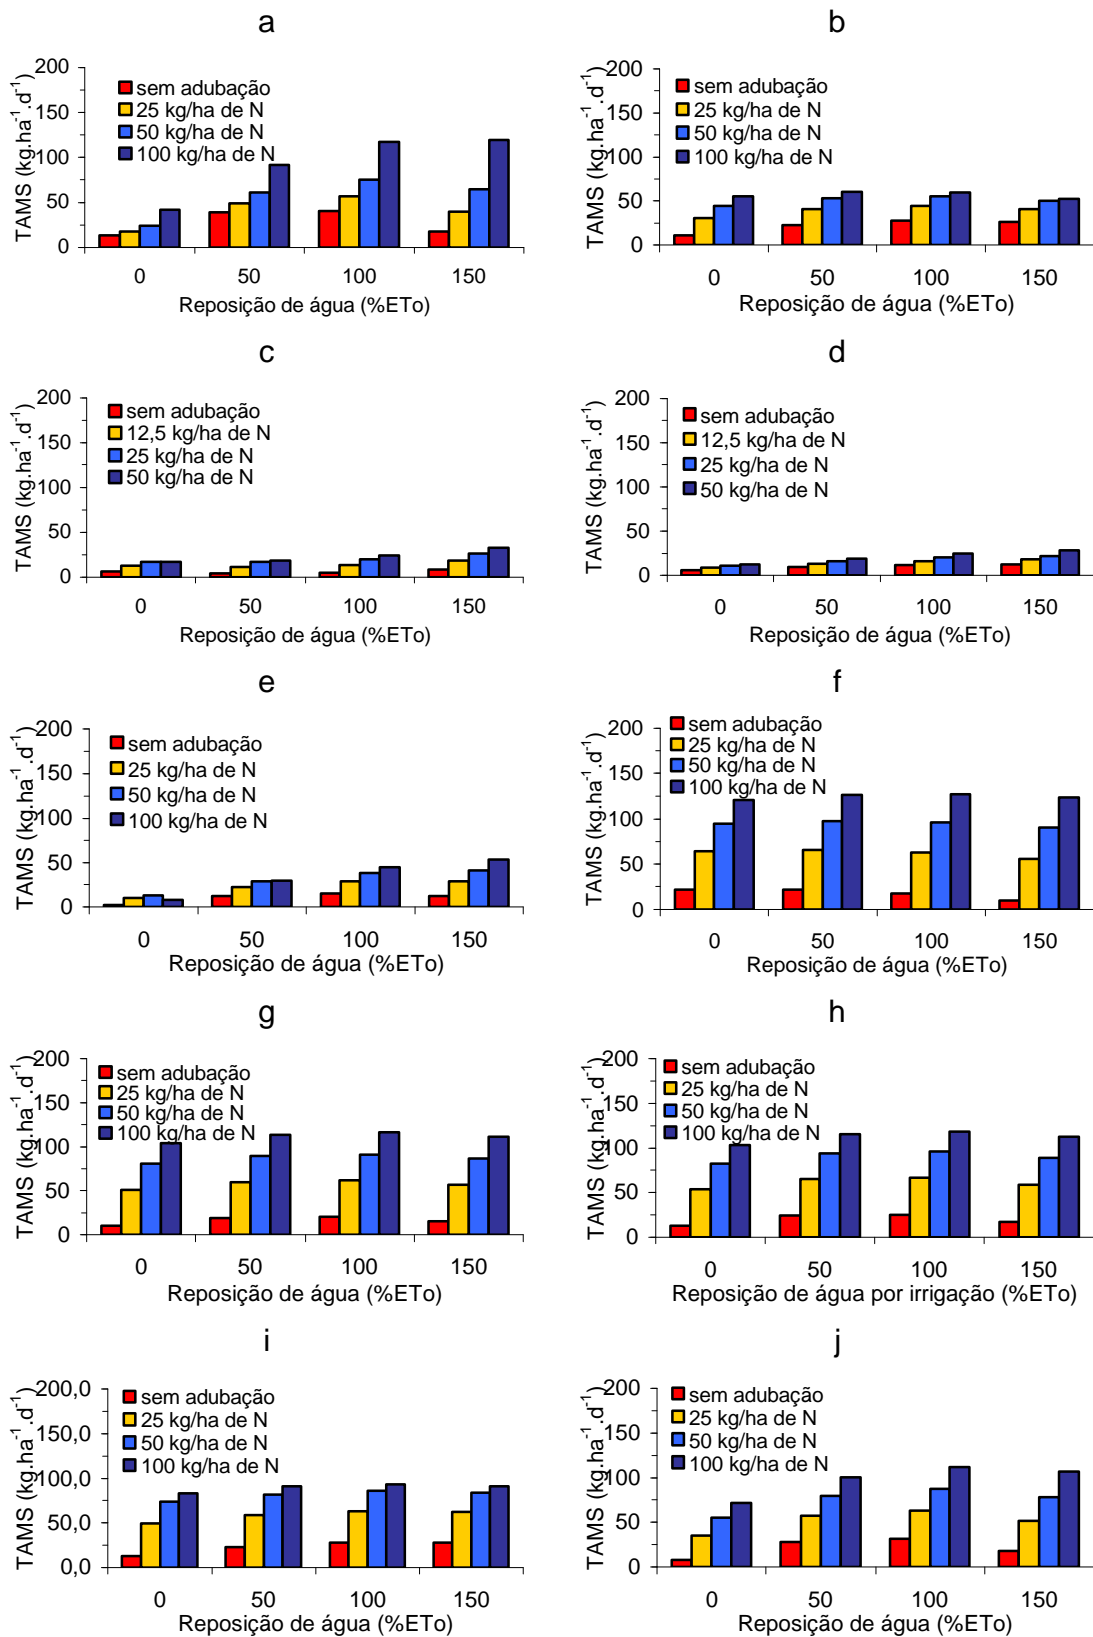 a
TAMS (kg.ha⁻¹.d⁻¹)
200
150
100
50
0
sem adubação
25 kg/ha de N
50 kg/ha de N
100 kg/ha de N
0 50 100 150
Reposição de água (%ETo)
b
TAMS (kg.ha⁻¹.d⁻¹)
200
150
100
50
0
sem adubação
25 kg/ha de N
50 kg/ha de N
100 kg/ha de N
0 50 100 150
Reposição de água (%ETo)
c
TAMS (kg.ha⁻¹.d⁻¹)
200
150
100
50
0
sem adubação
12,5 kg/ha de N
25 kg/ha de N
50 kg/ha de N
0 50 100 150
Reposição de água (%ETo)
d
TAMS (kg.ha⁻¹.d⁻¹)
200
150
100
50
0
sem adubação
12,5 kg/ha de N
25 kg/ha de N
50 kg/ha de N
0 50 100 150
Reposição de água (%ETo)
e
TAMS (kg.ha⁻¹.d⁻¹)
200
150
100
50
0
sem adubação
25 kg/ha de N
50 kg/ha de N
100 kg/ha de N
0 50 100 150
Reposição de água (%ETo)
f
TAMS (kg.ha⁻¹.d⁻¹)
200
150
100
50
0
sem adubação
25 kg/ha de N
50 kg/ha de N
100 kg/ha de N
0 50 100 150
Reposição de água (%ETo)
g
TAMS (kg.ha⁻¹.d⁻¹)
200
150
100
50
0
sem adubação
25 kg/ha de N
50 kg/ha de N
100 kg/ha de N
0 50 100 150
Reposição de água (%ETo)
h
TAMS (kg.ha⁻¹.d⁻¹)
200
150
100
50
0
sem adubação
25 kg/ha de N
50 kg/ha de N
100 kg/ha de N
0 50 100 150
Reposição de água por irrigação (%ETo)
i
TAMS (kg.ha⁻¹.d⁻¹)
200,0
150,0
100,0
50,0
0,0
sem adubação
25 kg/ha de N
50 kg/ha de N
100 kg/ha de N
0 50 100 150
Reposição de água (%ETo)
j
TAMS (kg.ha⁻¹.d⁻¹)
200
150
100
50
0
sem adubação
25 kg/ha de N
50 kg/ha de N
100 kg/ha de N
0 50 100 150
Reposição de água (%ETo)